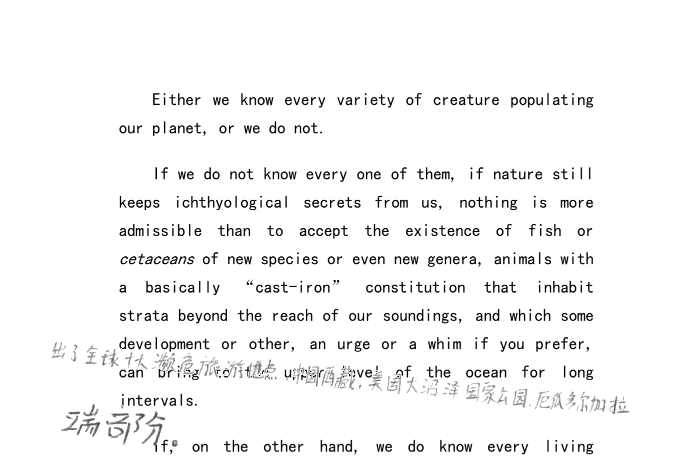 Either we know every variety of creature populating
our planet, or we do not.
If we do not know every one of them, if nature still
keeps ichthyological secrets from us, nothing is more
admissible than to accept the existence of fish or
cetaceans of new species or even new genera, animals with
a basically “cast-iron” constitution that inhabit
strata beyond the reach of our soundings, and which some
development or other, an urge or a whim if you prefer,
出了全球十大濒危旅游地点.中国西藏,美国大沼泽国家公园.厄瓜多尔加拉
can bring to the upper level of the ocean for long
intervals.
端部分。
If, on the other hand, we do know every living